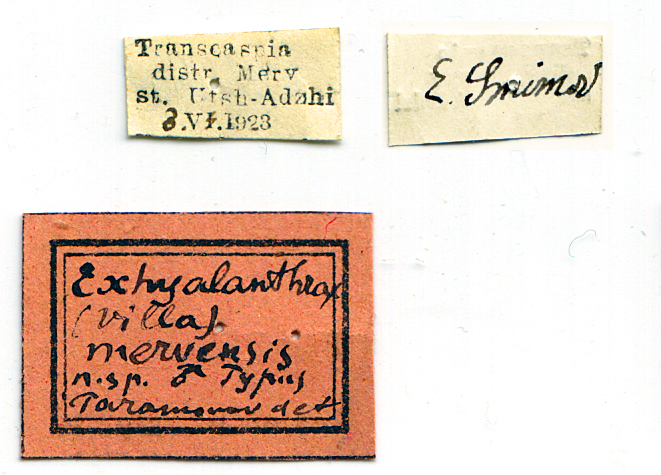 Transcaspia
distr. Merv
st. Utsh-Adzhi
3.VI.1923
E. Smirnov
Exhyalanthrax
(Villa)
mervensis
n.sp. ♂ Typus
Paramonov det